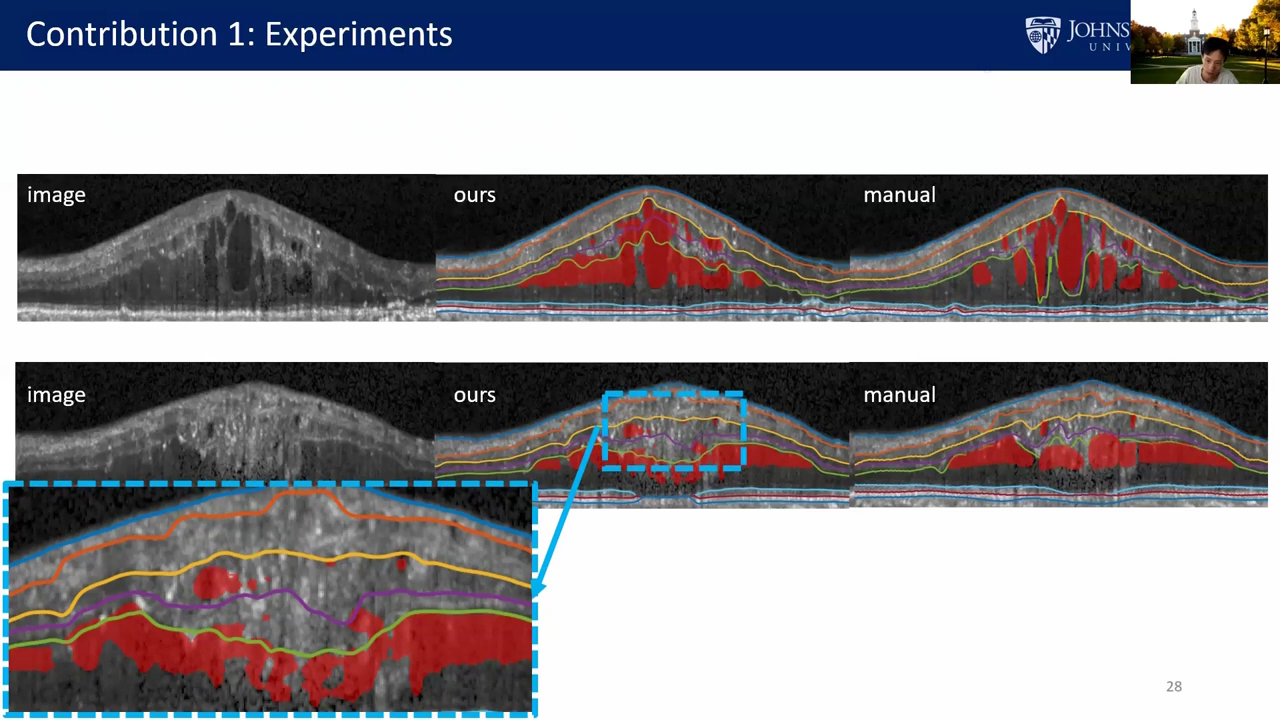 Contribution 1: Experiments
image
ours
manual
image
ours
manual
28